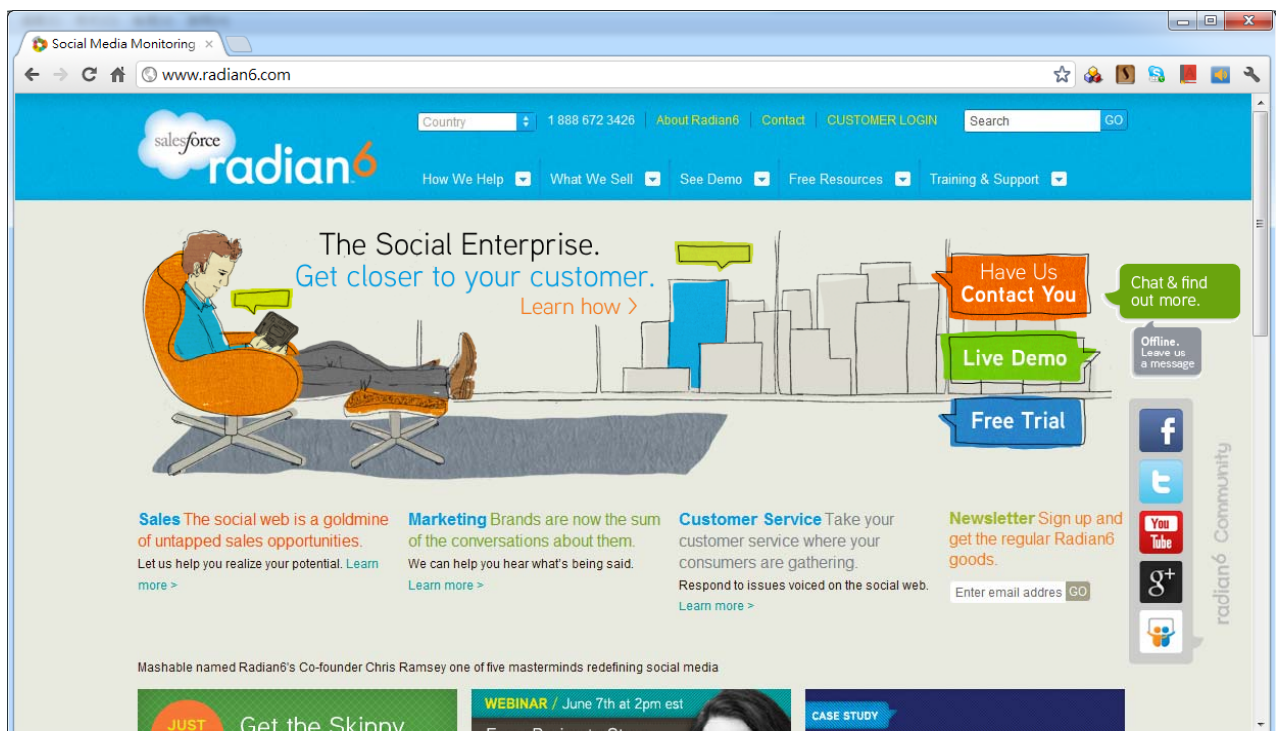 Social Media Monitoring
www.radian6.com
salesforce
radian6
Country
1 888 672 3426
About Radian6
Contact
CUSTOMER LOGIN
Search
GO
How We Help
What We Sell
See Demo
Free Resources
Training & Support
The Social Enterprise.
Get closer to your customer.
Learn how >
Have Us
Contact You
Live Demo
Free Trial
Chat & find
out more.
Offline.
Leave us
a message
f
t
You
Tube
g+
radian6 Community
Sales The social web is a goldmine
of untapped sales opportunities.
Let us help you realize your potential. Learn
more >
Marketing Brands are now the sum
of the conversations about them.
We can help you hear what's being said.
Learn more >
Customer Service Take your
customer service where your
consumers are gathering.
Respond to issues voiced on the social web.
Learn more >
Newsletter Sign up and
get the regular Radian6
goods.
Enter email addres
GO
Mashable named Radian6's Co-founder Chris Ramsey one of five masterminds redefining social media
JUST
Get the Skinny
WEBINAR / June 7th at 2pm est
CASE STUDY